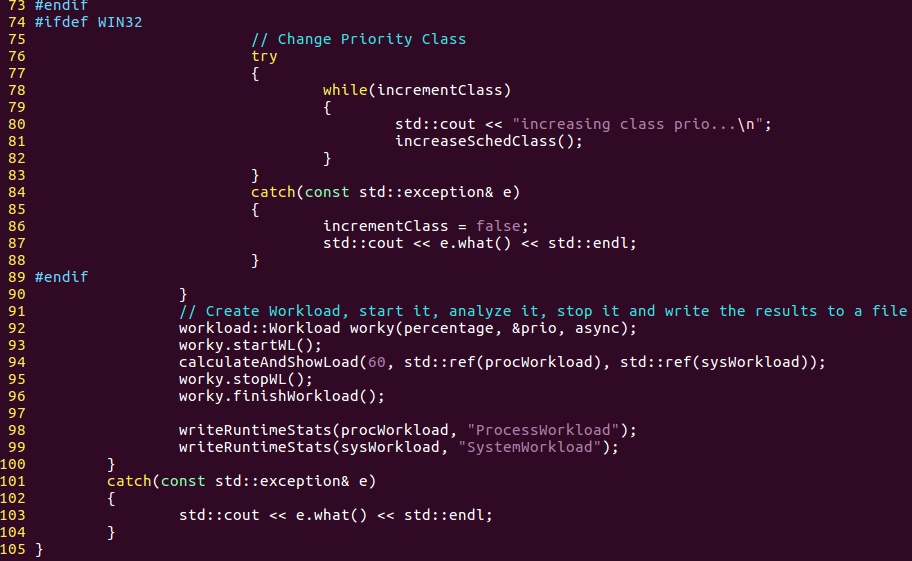 73 #endif
74 #ifdef WIN32
75 // Change Priority Class
76 try
77 {
78 while(incrementClass)
79 {
80 std::cout << "increasing class prio...\n";
81 increaseSchedClass();
82 }
83 }
84 catch(const std::exception& e)
85 {
86 incrementClass = false;
87 std::cout << e.what() << std::endl;
88 }
89 #endif
90 }
91 // Create Workload, start it, analyze it, stop it and write the results to a file
92 workload::Workload worky(percentage, &prio, async);
93 worky.startWL();
94 calculateAndShowLoad(60, std::ref(procWorkload), std::ref(sysWorkload));
95 worky.stopWL();
96 worky.finishWorkload();
97
98 writeRuntimeStats(procWorkload, "ProcessWorkload");
99 writeRuntimeStats(sysWorkload, "SystemWorkload");
100 }
101 catch(const std::exception& e)
102 {
103 std::cout << e.what() << std::endl;
104 }
105 }